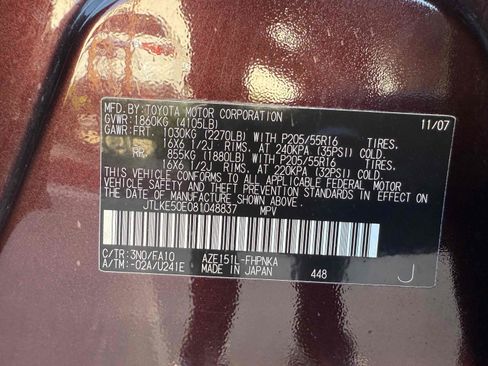 MFD.BY:TOYOTA MOTOR CORPORATION 11/07
GVWR: 1860KG (4105LB)
GAWR:FRT. 1030KG (2270LB) WITH P205/55R16 TIRES.
16X6 1/2J RIMS. AT 240KPA (35PSI) COLD.
RR. 855KG (1880LB) WITH P205/55R16 TIRES.
16X6 1/2J RIMS. AT 220KPA (32PSI) COLD.
THIS VEHICLE CONFORMS TO ALL APPLICABLE FEDERAL MOTOR
VEHICLE SAFETY STANDARDS IN EFFECT ON
THE DATE OF MANUFACTURE SHOWN ABOVE.
JTLKE50E081048837 MPV
C/TR:3N0/FA10 AZE151L-FHPNKA
A/TM:-02A/U241E MADE IN JAPAN 448 J